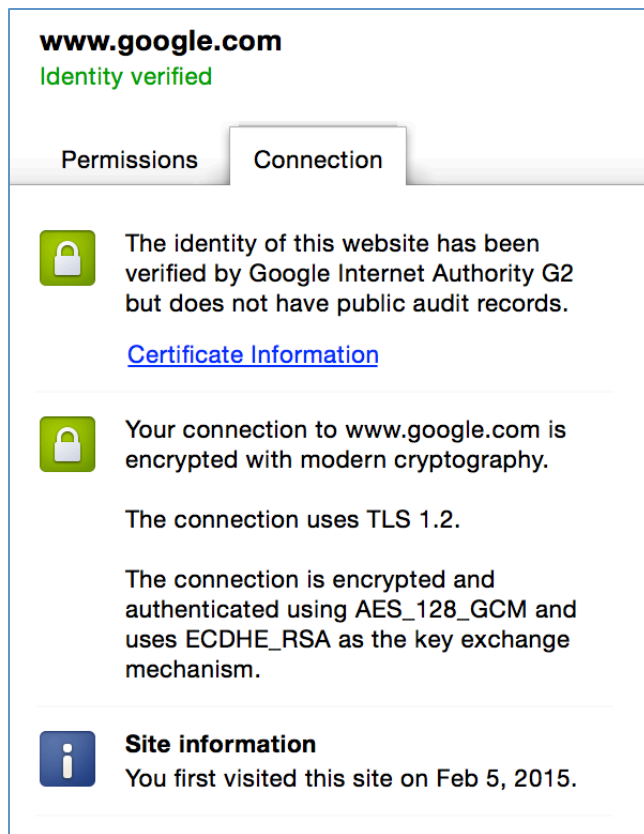 www.google.com
Identity verified
Permissions
Connection
The identity of this website has been
verified by Google Internet Authority G2
but does not have public audit records.
Certificate Information
Your connection to www.google.com is
encrypted with modern cryptography.
The connection uses TLS 1.2.
The connection is encrypted and
authenticated using AES_128_GCM and
uses ECDHE_RSA as the key exchange
mechanism.
Site information
You first visited this site on Feb 5, 2015.